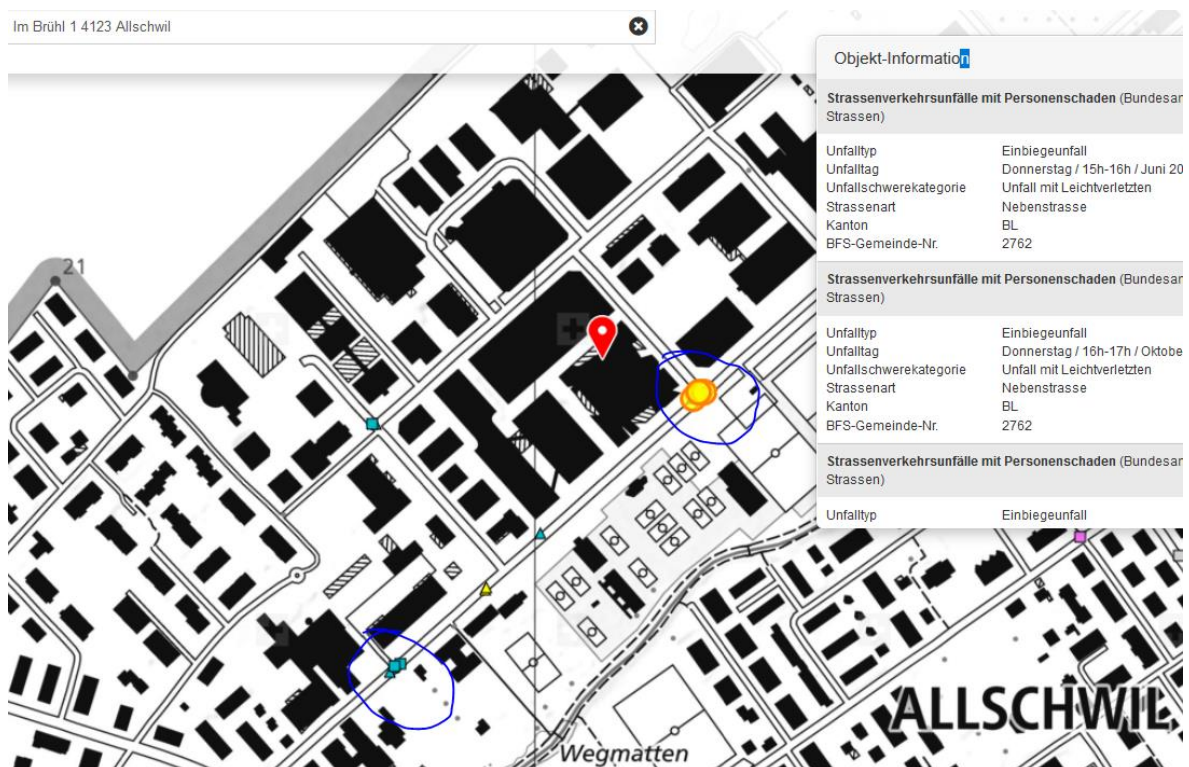 Im Brühl 1 4123 Allschwil
Objekt-Information
Strassenverkehrsunfälle mit Personenschaden (Bundesar
Strassen)
Unfalltyp Einbiegeunfall
Unfalltag Donnerstag / 15h-16h / Juni 20
Unfallschwerekategorie Unfall mit Leichtverletzten
Strassenart Nebenstrasse
Kanton BL
BFS-Gemeinde-Nr. 2762
Strassenverkehrsunfälle mit Personenschaden (Bundesar
Strassen)
Unfalltyp Einbiegeunfall
Unfalltag Donnerstag / 16h-17h / Oktobe
Unfallschwerekategorie Unfall mit Leichtverletzten
Strassenart Nebenstrasse
Kanton BL
BFS-Gemeinde-Nr. 2762
Strassenverkehrsunfälle mit Personenschaden (Bundesar
Strassen)
Unfalltyp Einbiegeunfall
21
ALLSCHWIL
Wegmatten